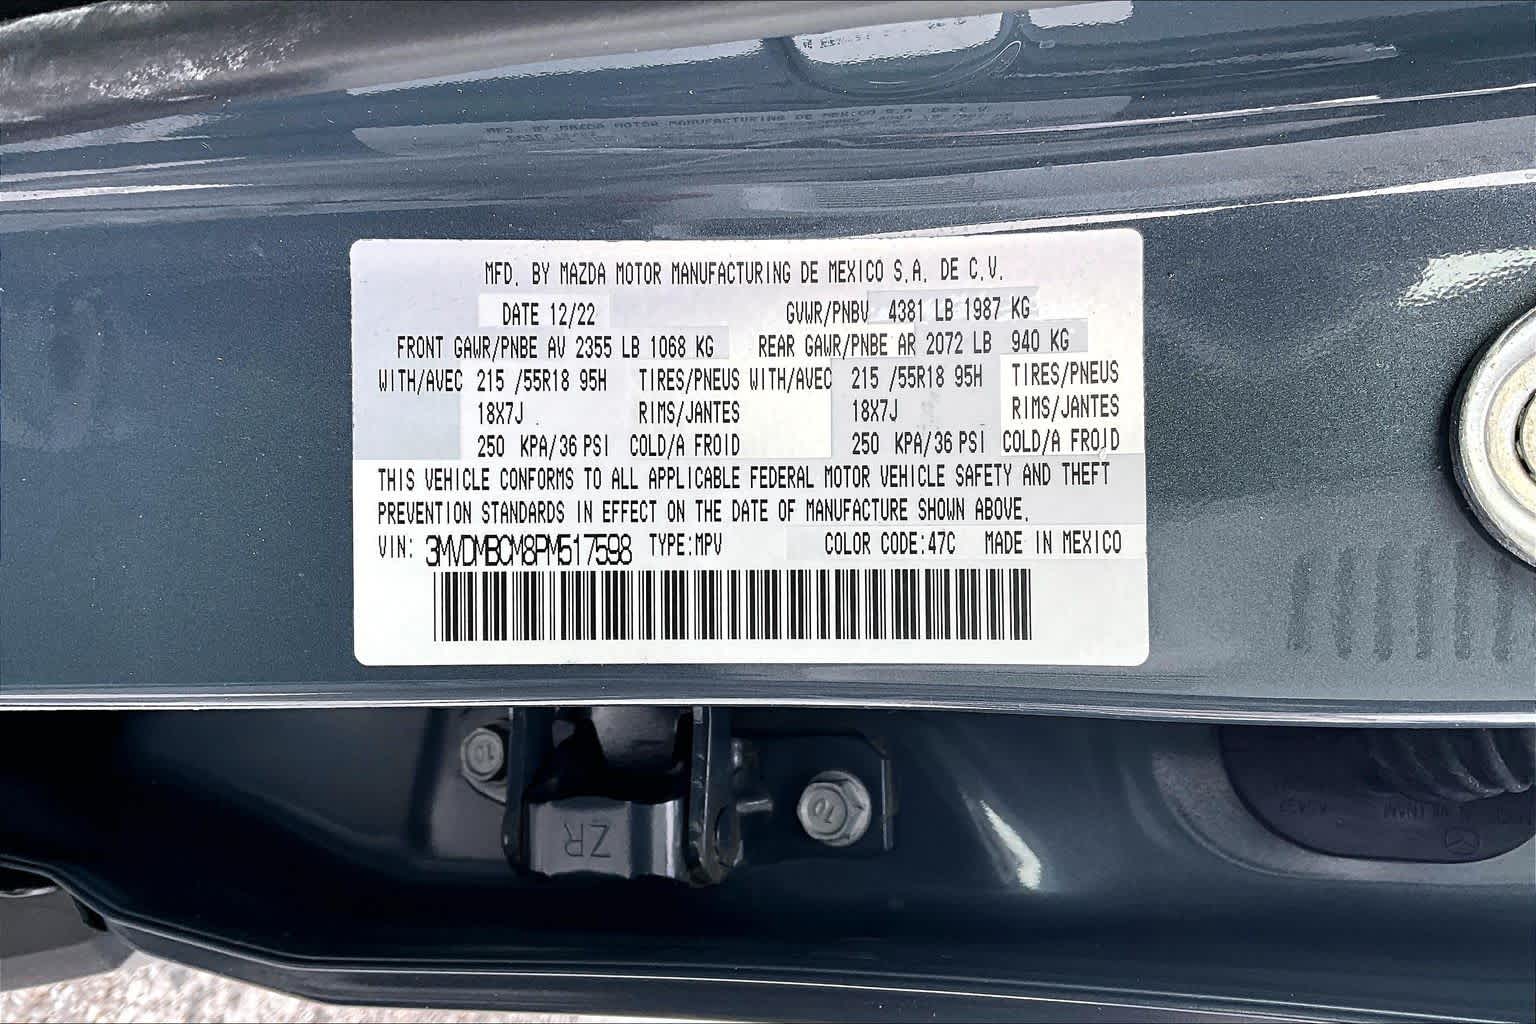 MFD. BY MAZDA MOTOR MANUFACTURING DE MEXICO S.A. DE C.V.
DATE 12/22 GVWR/PNBV 4381 LB 1987 KG
FRONT GAWR/PNBE AV 2355 LB 1068 KG REAR GAWR/PNBE AR 2072 LB 940 KG
WITH/AVEC 215 /55R18 95H TIRES/PNEUS WITH/AVEC 215 /55R18 95H TIRES/PNEUS
18X7J RIMS/JANTES 18X7J RIMS/JANTES
250 KPA/36 PSI COLD/A FROID 250 KPA/36 PSI COLD/A FROID
THIS VEHICLE CONFORMS TO ALL APPLICABLE FEDERAL MOTOR VEHICLE SAFETY AND THEFT
PREVENTION STANDARDS IN EFFECT ON THE DATE OF MANUFACTURE SHOWN ABOVE.
VIN: 3MVDMBCM8PM517598 TYPE:MPV COLOR CODE:47C MADE IN MEXICO
10
10
ZR